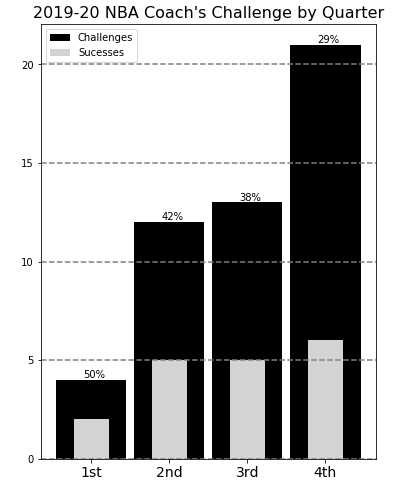 2019-20 NBA Coach's Challenge by Quarter
Challenges
Sucesses
29%
20
15
42%
38%
10
5
50%
0
1st 2nd 3rd 4th